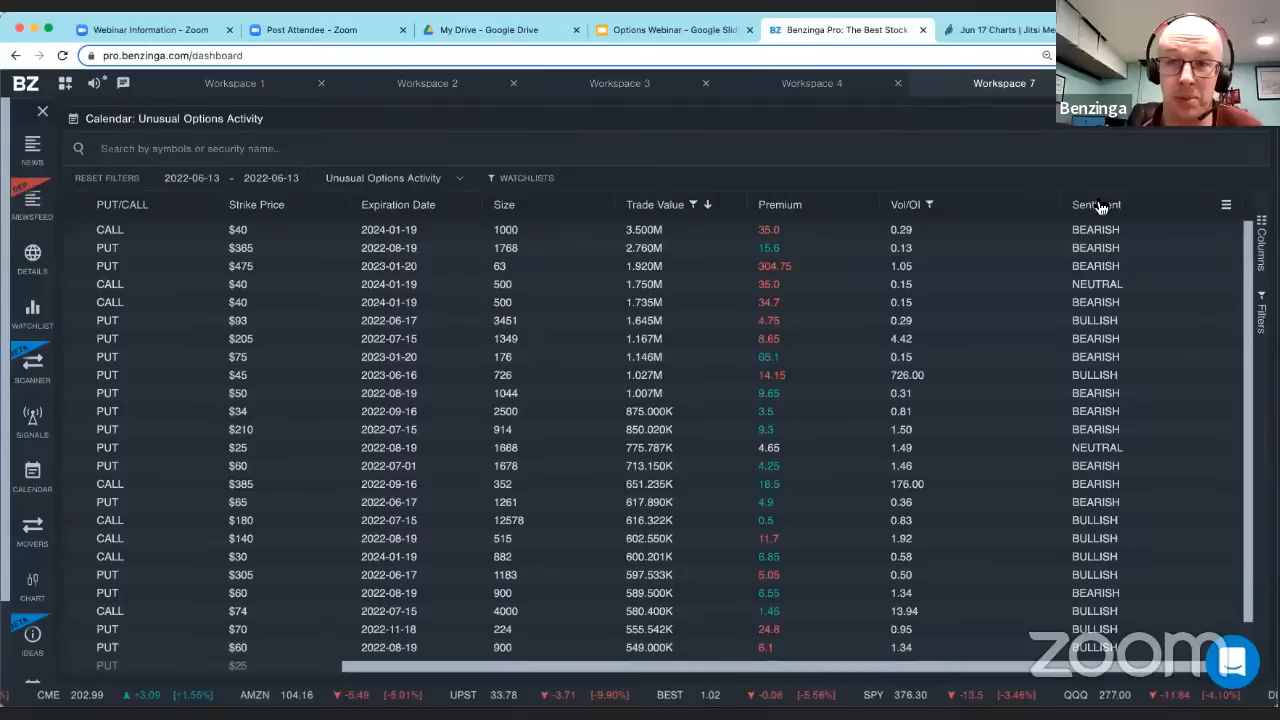 Webinar Information - Zoom × Post Attendee - Zoom × My Drive - Google Drive × Options Webinar - Google Slide × BZ Benzinga Pro: The Best Stock × Jun 17 Charts | Jitsi Me
pro.benzinga.com/dashboard
BZ Workspace 1 × Workspace 2 × Workspace 3 × Workspace 4 × Workspace 7
Benzinga
Calendar: Unusual Options Activity
Search by symbols or security name..
RESET FILTERS 2022-06-13 - 2022-06-13 Unusual Options Activity WATCHLISTS
PUT/CALL Strike Price Expiration Date Size Trade Value Premium Vol/OI
CALL $40 2024-01-19 1000 3.500M 35.0 0.29 BEARISH
PUT $365 2022-08-19 1768 2.760M 15.6 0.13 BEARISH
PUT $475 2023-01-20 63 1.920M 304.75 1.05 BEARISH
CALL $40 2024-01-19 500 1.750M 35.0 0.15 NEUTRAL
CALL $40 2024-01-19 500 1.735M 34.7 0.15 BEARISH
PUT $93 2022-06-17 3451 1.645M 4.75 0.29 BULLISH
PUT $205 2022-07-15 1349 1.167M 8.65 4.42 BEARISH
PUT $75 2023-01-20 176 1.146M 65.1 0.15 BEARISH
PUT $45 2023-06-16 726 1.027M 14.15 726.00 BULLISH
PUT $50 2022-08-19 1044 1.007M 9.65 0.31 BEARISH
PUT $34 2022-09-16 2500 875.000K 3.5 0.81 BEARISH
PUT $210 2022-07-15 914 850.020K 9.3 1.50 BEARISH
PUT $25 2022-08-19 1668 775.787K 4.65 1.49 NEUTRAL
PUT $60 2022-07-01 1678 713.150K 4.25 1.46 BEARISH
CALL $385 2022-09-16 352 651.235K 18.5 176.00 BEARISH
PUT $65 2022-06-17 1261 617.890K 4.9 0.36 BEARISH
CALL $180 2022-07-15 12578 616.322K 0.5 0.83 BULLISH
CALL $140 2022-08-19 515 602.550K 11.7 1.92 BULLISH
CALL $30 2024-01-19 882 600.201K 6.85 0.58 BULLISH
PUT $305 2022-06-17 1183 597.533K 5.05 0.50 BULLISH
PUT $60 2022-08-19 900 589.500K 6.55 1.34 BULLISH
CALL $74 2022-07-15 4000 580.400K 1.45 13.94 BULLISH
PUT $70 2022-11-18 224 555.542K 24.8 0.95 BULLISH
PUT $60 2022-08-19 900 549.000K 6.1 1.34 BULLISH
PUT $25
NEWS
DEP
NEWSFEED
DETAILS
WATCHLIST
BETA
SCANNER
SIGNALS
CALENDAR
MOVERS
CHART
BETA
IDEAS
Columns
Filters
zoom
CME 202.99 ▲ +3.09 [+1.55%] AMZN 104.16 ▼ -5.49 [-5.01%] UPST 33.78 ▼ -3.71 [-9.90%] BEST 1.02 ▼ -0.06 [-5.56%] SPY 376.30 ▼ -13.5 [-3.46%] QQQ 277.00 ▼ -11.84 [-4.10%]